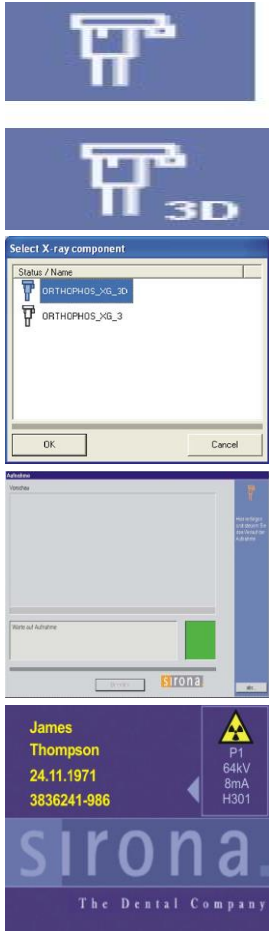 3D
Select X-ray component
Status / Name
ORTHOPHOS_XG_3D
ORTHOPHOS_XG_3
OK
Cancel
Aufnahme
Vorschau
Warte auf Aufnahme
sirona
James
Thompson
24.11.1971
3836241-986
P1
64kV
8mA
H301
sirona.
The Dental Company